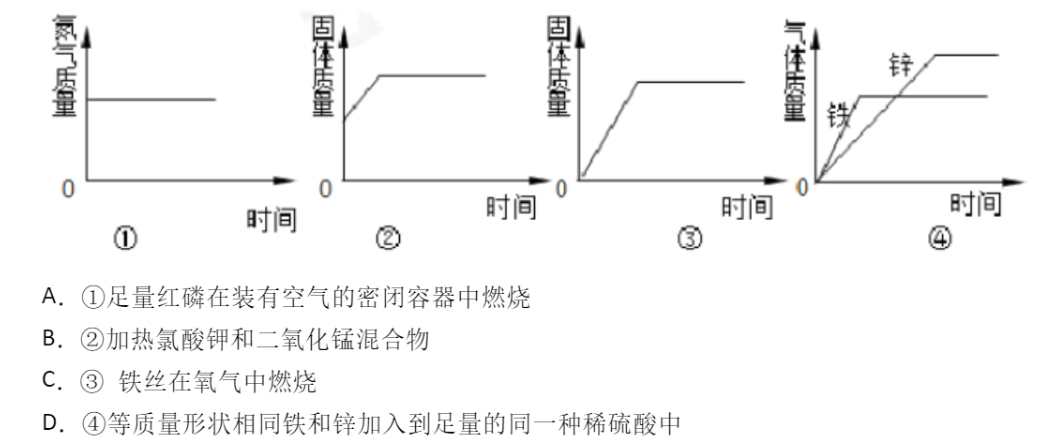 氮气质量
0
时间
①
固体质量
0
时间
②
固体质量
0
时间
③
气体质量
锌
铁
0
时间
④
A. ①足量红磷在装有空气的密闭容器中燃烧
B. ②加热氯酸钾和二氧化锰混合物
C. ③ 铁丝在氧气中燃烧
D. ④等质量形状相同铁和锌加入到足量的同一种稀硫酸中